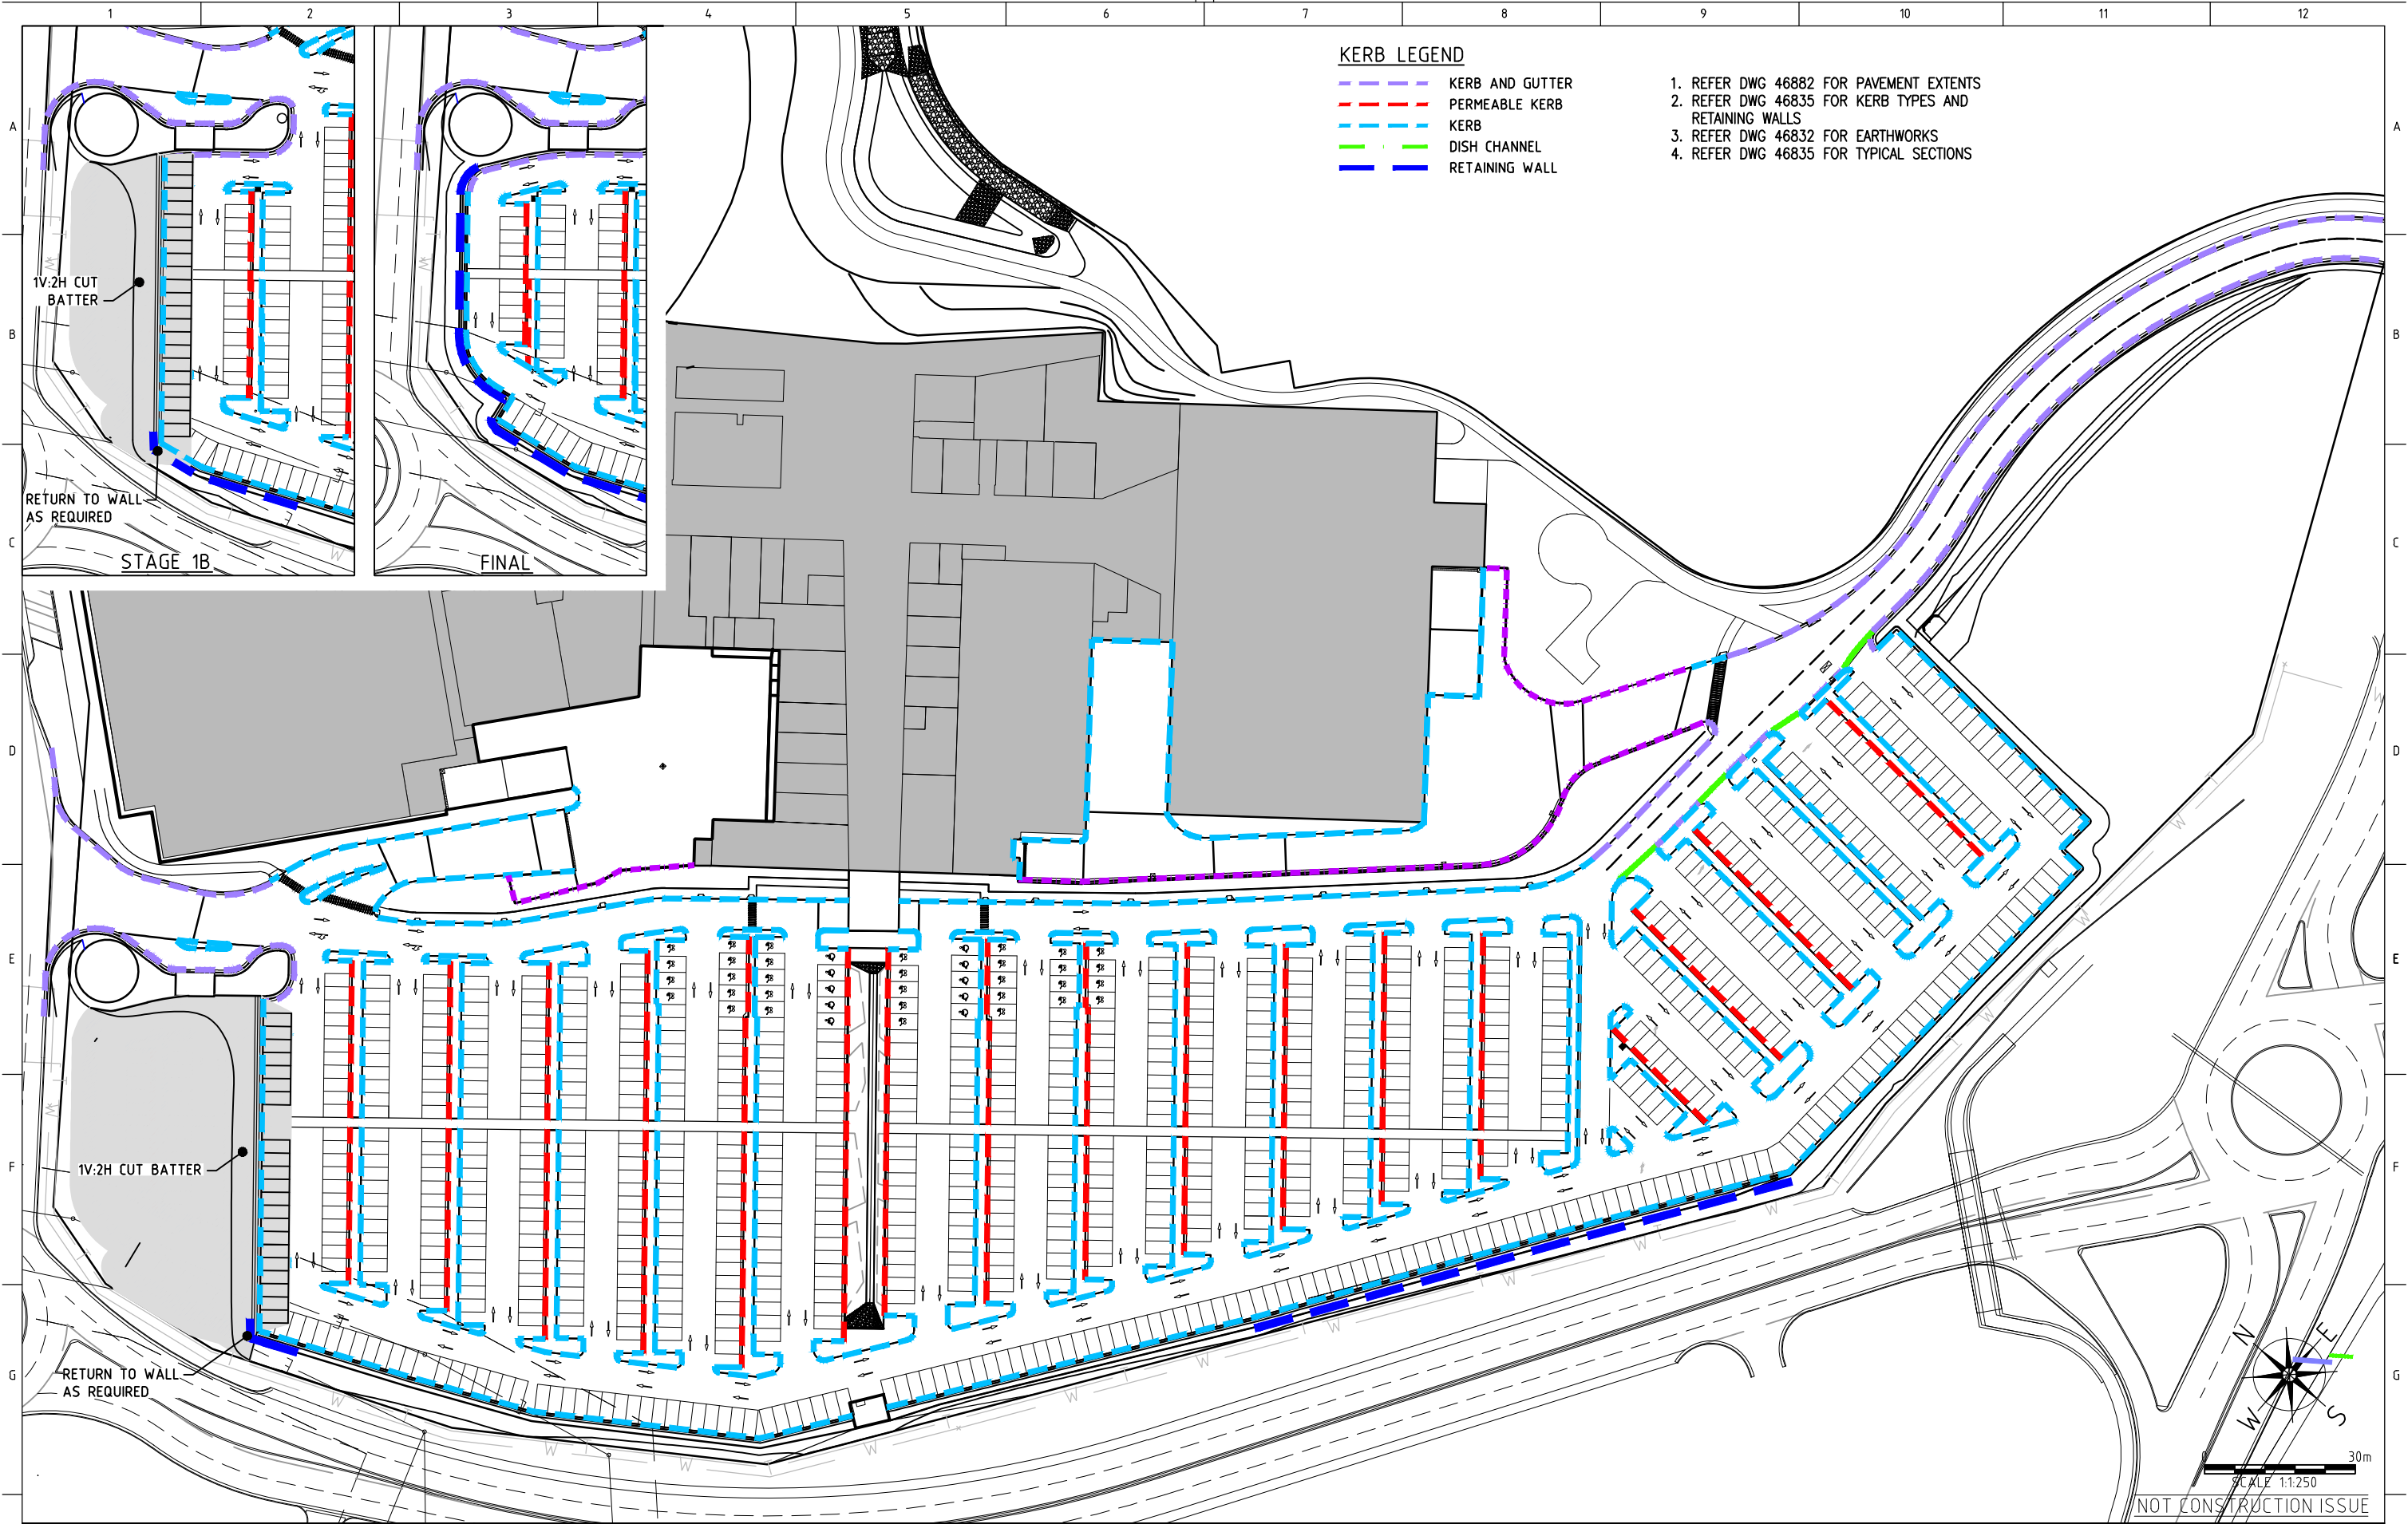 1 2 3 4 5 6 7 8 9 10 11 12
KERB LEGEND
KERB AND GUTTER
PERMEABLE KERB
KERB
DISH CHANNEL
RETAINING WALL
1. REFER DWG 46882 FOR PAVEMENT EXTENTS
2. REFER DWG 46835 FOR KERB TYPES AND
RETAINING WALLS
3. REFER DWG 46832 FOR EARTHWORKS
4. REFER DWG 46835 FOR TYPICAL SECTIONS
A A
1V:2H CUT
BATTER
B B
RETURN TO WALL
AS REQUIRED
C C
STAGE 1B
FINAL
D D
E E
1V:2H CUT BATTER
F F
RETURN TO WALL
AS REQUIRED
G G
N E
W S
0 30m
SCALE 1:1:250
NOT CONSTRUCTION ISSUE